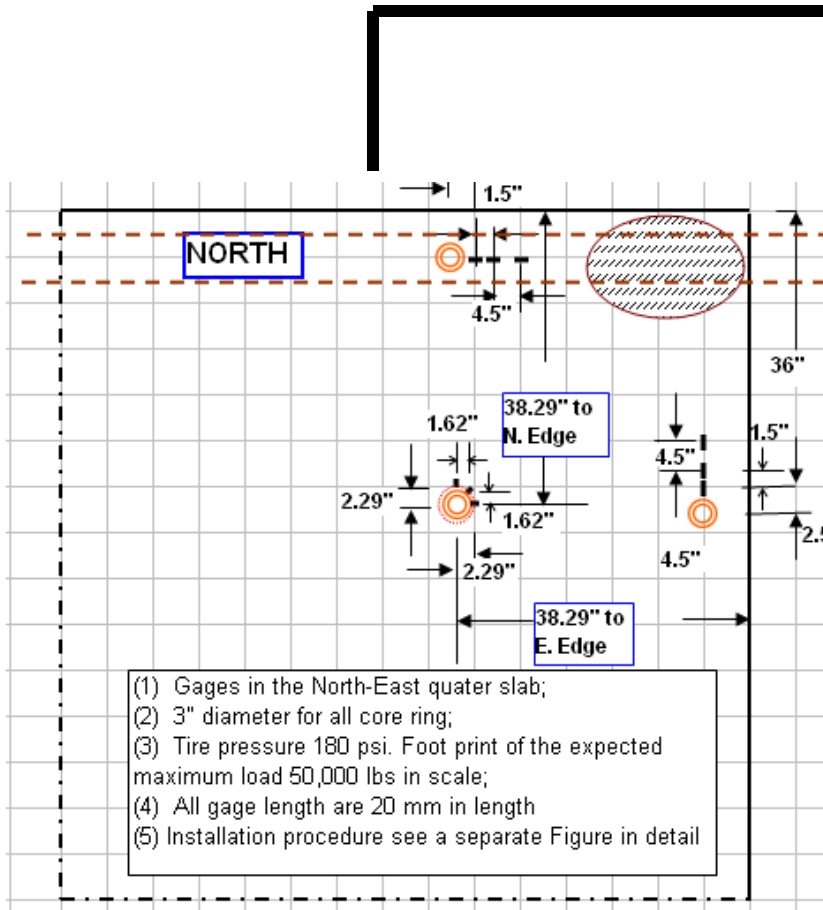 1.5"
NORTH
4.5"
36"
38.29" to
N. Edge
1.62"
1.5"
4.5"
2.29"
1.62"
2.5
4.5"
2.29"
38.29" to
E. Edge
(1) Gages in the North-East quater slab;
(2) 3" diameter for all core ring;
(3) Tire pressure 180 psi. Foot print of the expected
maximum load 50,000 lbs in scale;
(4) All gage length are 20 mm in length
(5) Installation procedure see a separate Figure in detail